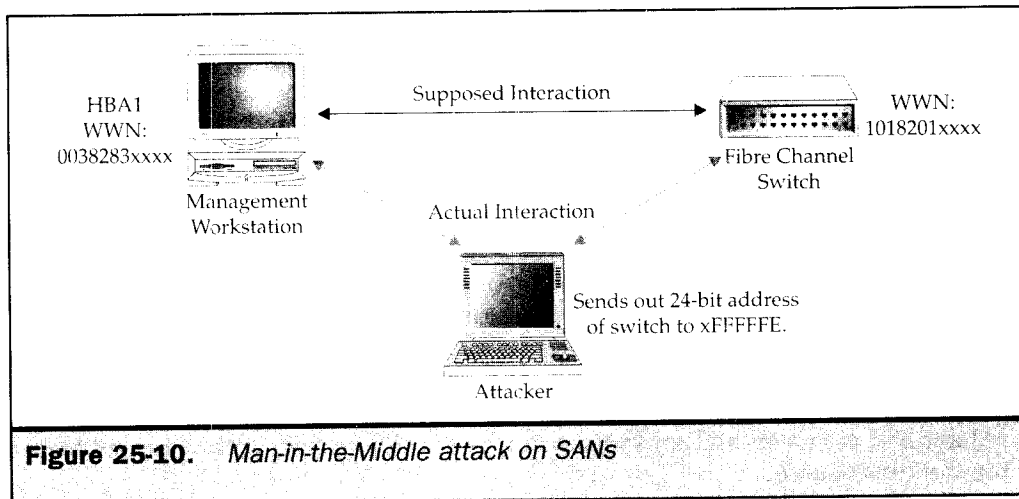 HBA1
WWN:
0038283xxxx
Management
Workstation
Supposed Interaction
WWN:
1018201xxxx
Fibre Channel
Switch
Actual Interaction
Sends out 24-bit address
of switch to xFFFFFE.
Attacker
Figure 25-10. Man-in-the-Middle attack on SANs